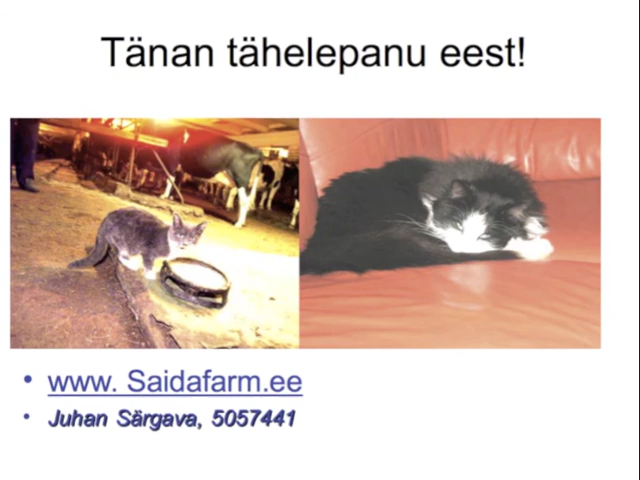 Tänan tähelepanu eest!
• www. Saidafarm.ee
• Juhan Särgava, 5057441